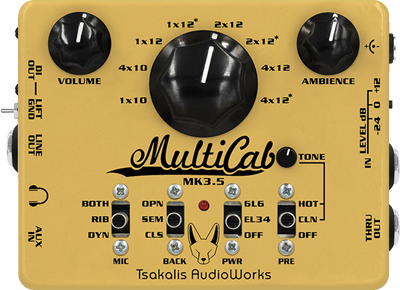 1x12* 2x12
1x12 2x12*
4x10 4x12
1x10 4x12*
VOLUME
AMBIENCE
DI OUT
LEFT GND
LINE OUT
AUX IN
+12
0
-24
LEVEL dB
IN
THRU OUT
MultiCab
MK3.5
TONE
BOTH OPN 6L6 HOT
RIB SEM EL34 CLN
DYN CLS OFF OFF
MIC BACK PWR PRE
Tsakalis AudioWorks